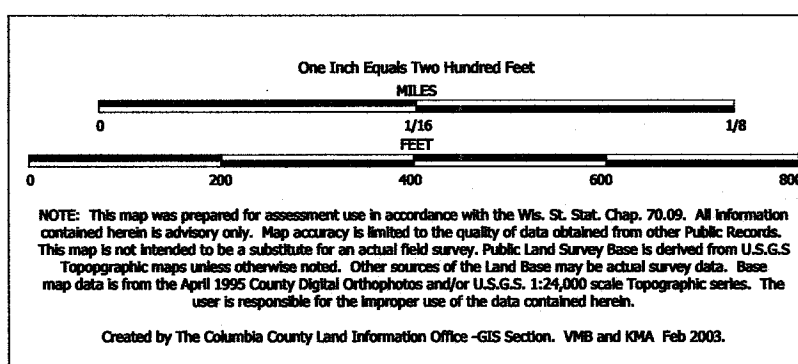 One Inch Equals Two Hundred Feet
MILES
0 1/16 1/8
FEET
0 200 400 600 800
NOTE: This map was prepared for assessment use in accordance with the Wis. St. Stat. Chap. 70.09. All information
contained herein is advisory only. Map accuracy is limited to the quality of data obtained from other Public Records.
This map is not intended to be a substitute for an actual field survey. Public Land Survey Base is derived from U.S.G.S
Topopgraphic maps unless otherwise noted. Other sources of the Land Base may be actual survey data. Base
map data is from the April 1995 County Digital Orthophotos and/or U.S.G.S. 1:24,000 scale Topographic series. The
user is responsible for the improper use of the data contained herein.
Created by The Columbia County Land Information Office -GIS Section. VMB and KMA Feb 2003.